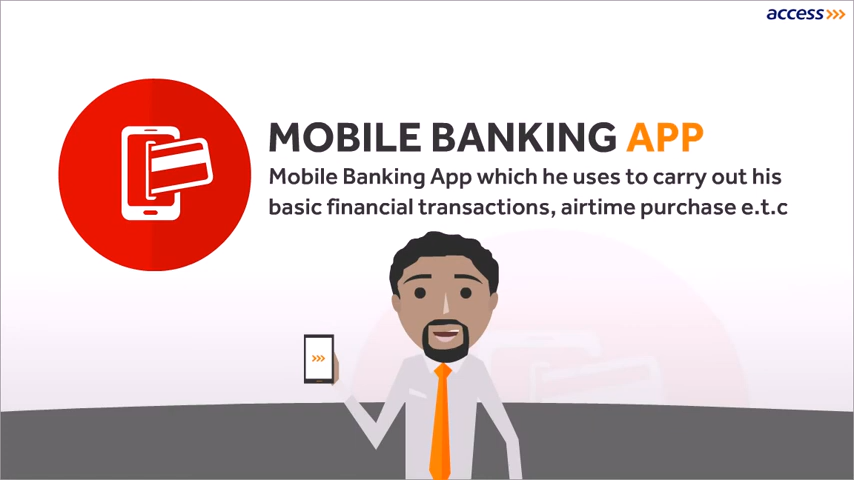 access
MOBILE BANKING APP
Mobile Banking App which he uses to carry out his
basic financial transactions, airtime purchase e.t.c